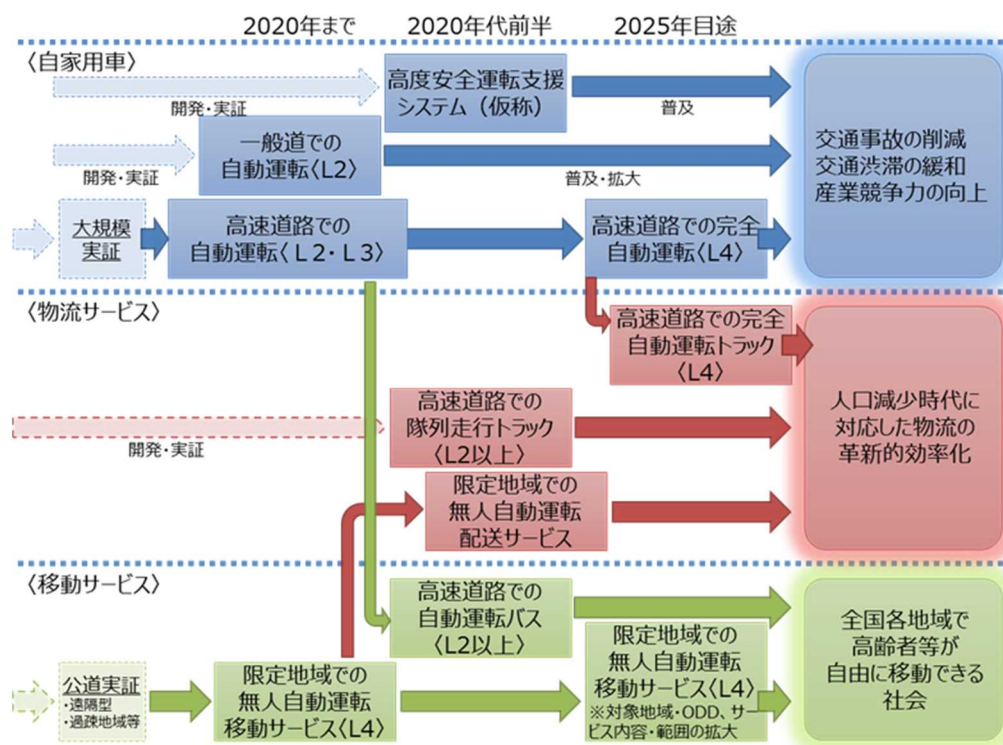 2020年まで
2020年代前半
2025年目途
〈自家用車〉
開発・実証
高度安全運転支援
システム（仮称）
普及
開発・実証
一般道での
自動運転〈L2〉
普及・拡大
大規模
実証
高速道路での
自動運転〈Ｌ２・Ｌ３〉
高速道路での完全
自動運転〈L4〉
交通事故の削減
交通渋滞の緩和
産業競争力の向上
〈物流サービス〉
高速道路での完全
自動運転トラック
〈L4〉
開発・実証
高速道路での
隊列走行トラック
〈L2以上〉
限定地域での
無人自動運転
配送サービス
人口減少時代に
対応した物流の
革新的効率化
〈移動サービス〉
高速道路での
自動運転バス
〈L2以上〉
公道実証
・遠隔型
・過疎地域等
限定地域での
無人自動運転
移動サービス〈L4〉
限定地域での
無人自動運転
移動サービス〈L4〉
※対象地域・ODD、サー
ビス内容・範囲の拡大
全国各地域で
高齢者等が
自由に移動できる
社会